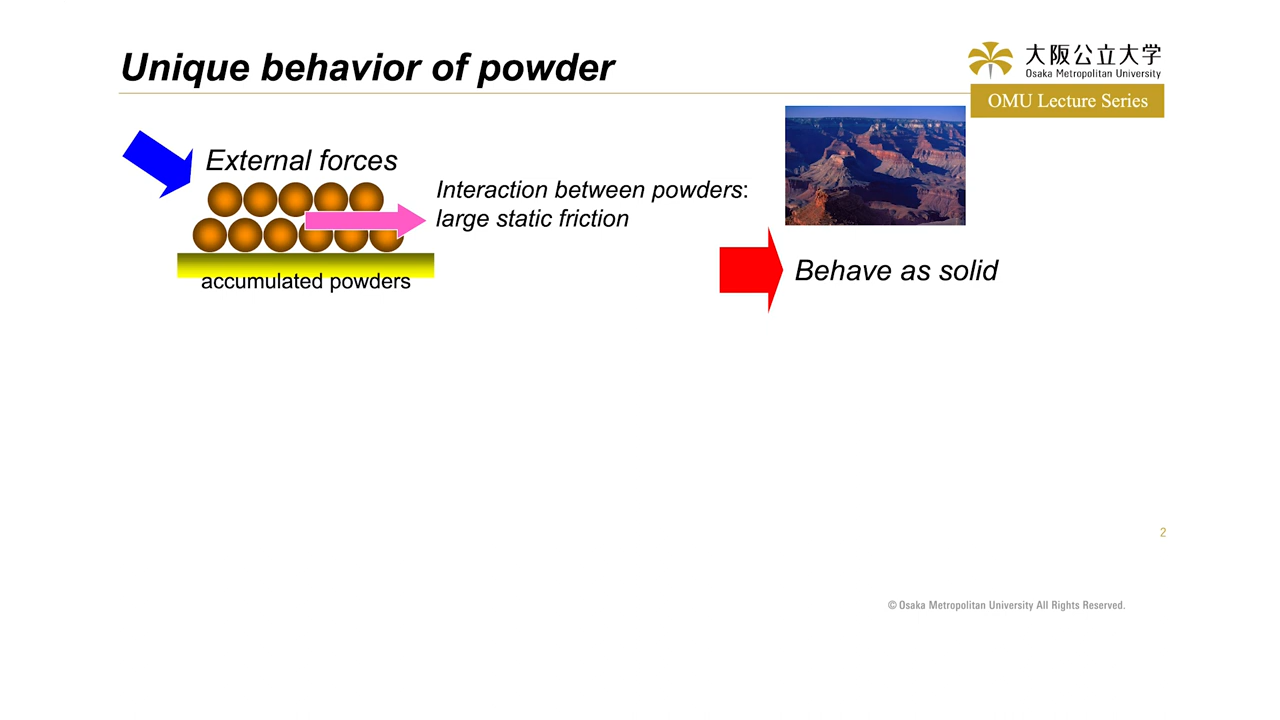 Unique behavior of powder
大阪公立大学
Osaka Metropolitan University
OMU Lecture Series
External forces
Interaction between powders:
large static friction
accumulated powders
Behave as solid
2
© Osaka Metropolitan University All Rights Reserved.